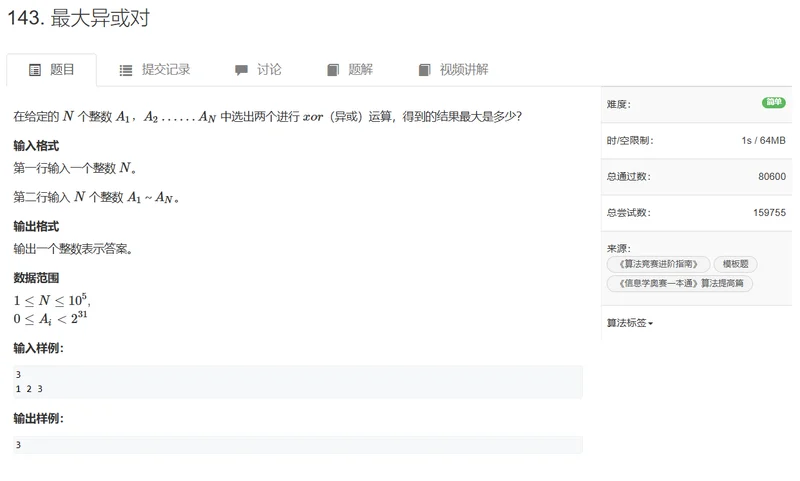 143. 最大异或对
题目 提交记录 讨论 题解 视频讲解
在给定的 N 个整数 A₁，A₂ ……A_N 中选出两个进行 xor（异或）运算，得到的结果最大是多少？
输入格式
第一行输入一个整数 N。
第二行输入 N 个整数 A₁ ~ A_N。
输出格式
输出一个整数表示答案。
数据范围
1 ≤ N ≤ 10⁵,
0 ≤ Aᵢ < 2³¹
输入样例：
3
1 2 3
输出样例：
3
难度： 简单
时/空限制： 1s / 64MB
总通过数： 80600
总尝试数： 159755
来源：
《算法竞赛进阶指南》 模板题
《信息学奥赛一本通》算法提高篇
算法标签